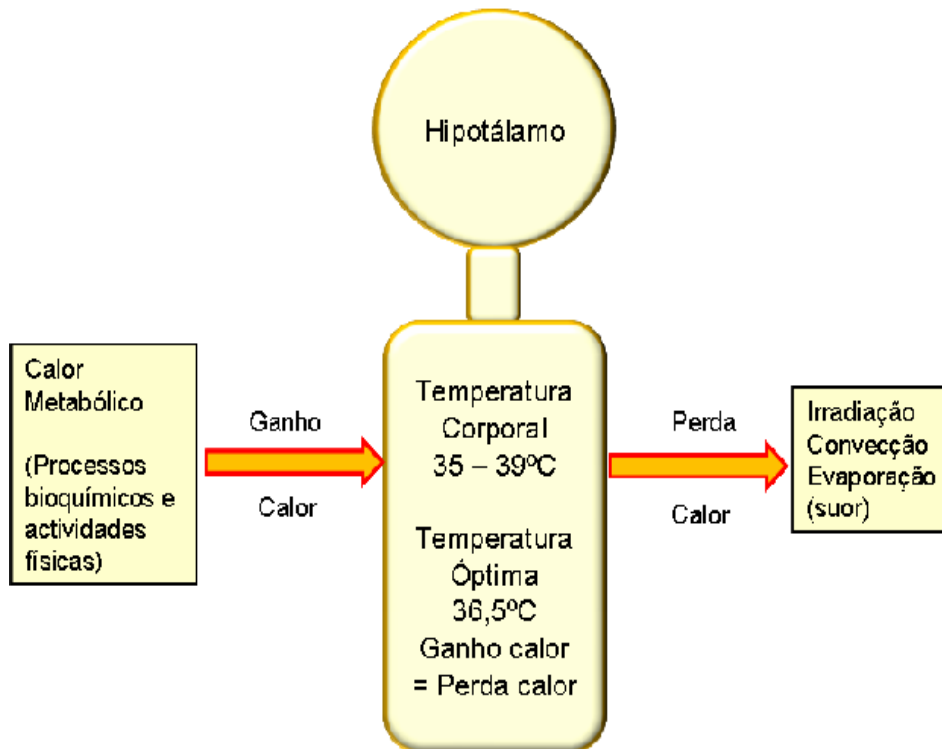 Hipotálamo
Calor
Metabólico
(Processos
bioquímicos e
actividades
físicas)
Ganho
Calor
Temperatura
Corporal
35 – 39ºC
Temperatura
Óptima
36,5ºC
Ganho calor
= Perda calor
Perda
Calor
Irradiação
Convecção
Evaporação
(suor)